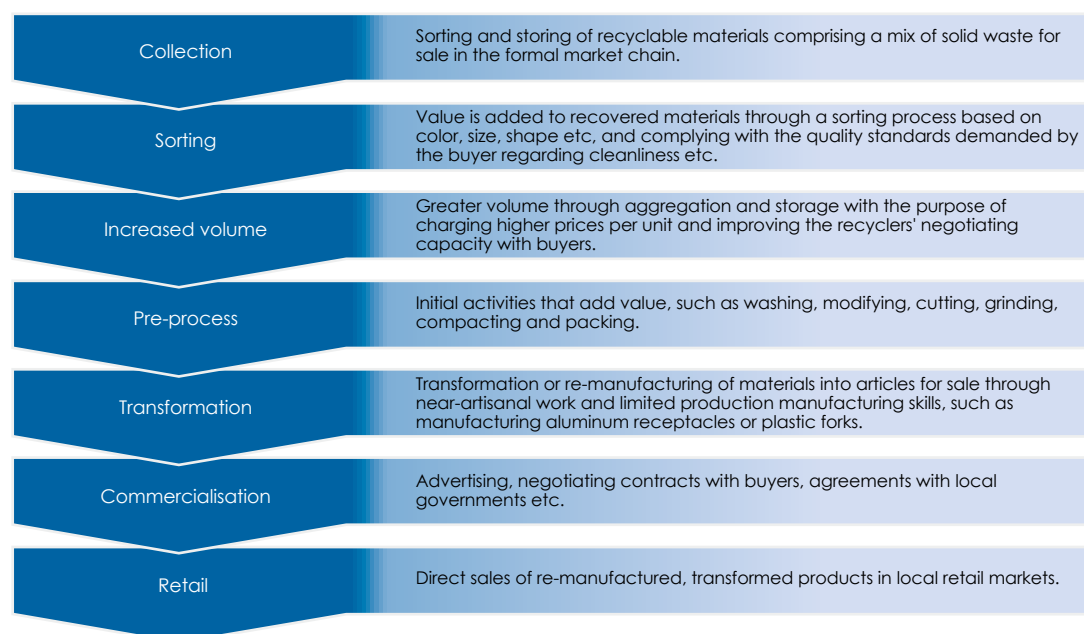 Collection
Sorting and storing of recyclable materials comprising a mix of solid waste for
sale in the formal market chain.
Sorting
Value is added to recovered materials through a sorting process based on
color, size, shape etc, and complying with the quality standards demanded by
the buyer regarding cleanliness etc.
Increased volume
Greater volume through aggregation and storage with the purpose of
charging higher prices per unit and improving the recyclers' negotiating
capacity with buyers.
Pre-process
Initial activities that add value, such as washing, modifying, cutting, grinding,
compacting and packing.
Transformation
Transformation or re-manufacturing of materials into articles for sale through
near-artisanal work and limited production manufacturing skills, such as
manufacturing aluminum receptacles or plastic forks.
Commercialisation
Advertising, negotiating contracts with buyers, agreements with local
governments etc.
Retail
Direct sales of re-manufactured, transformed products in local retail markets.